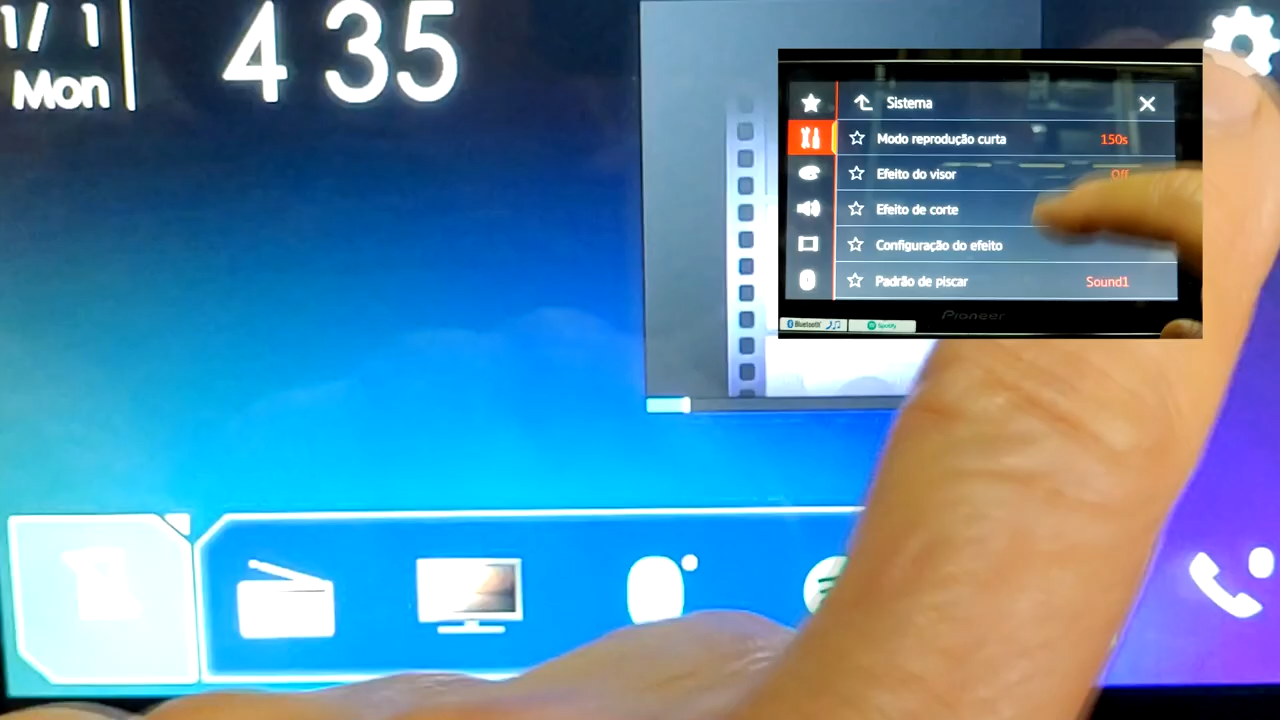 1/ 1
Mon
4 35
Sistema
Modo reprodução curta 150s
Efeito do visor Off
Efeito de corte
Configuração do efeito
Padrão de piscar Sound1
Pioneer
Bluetooth
Spotify